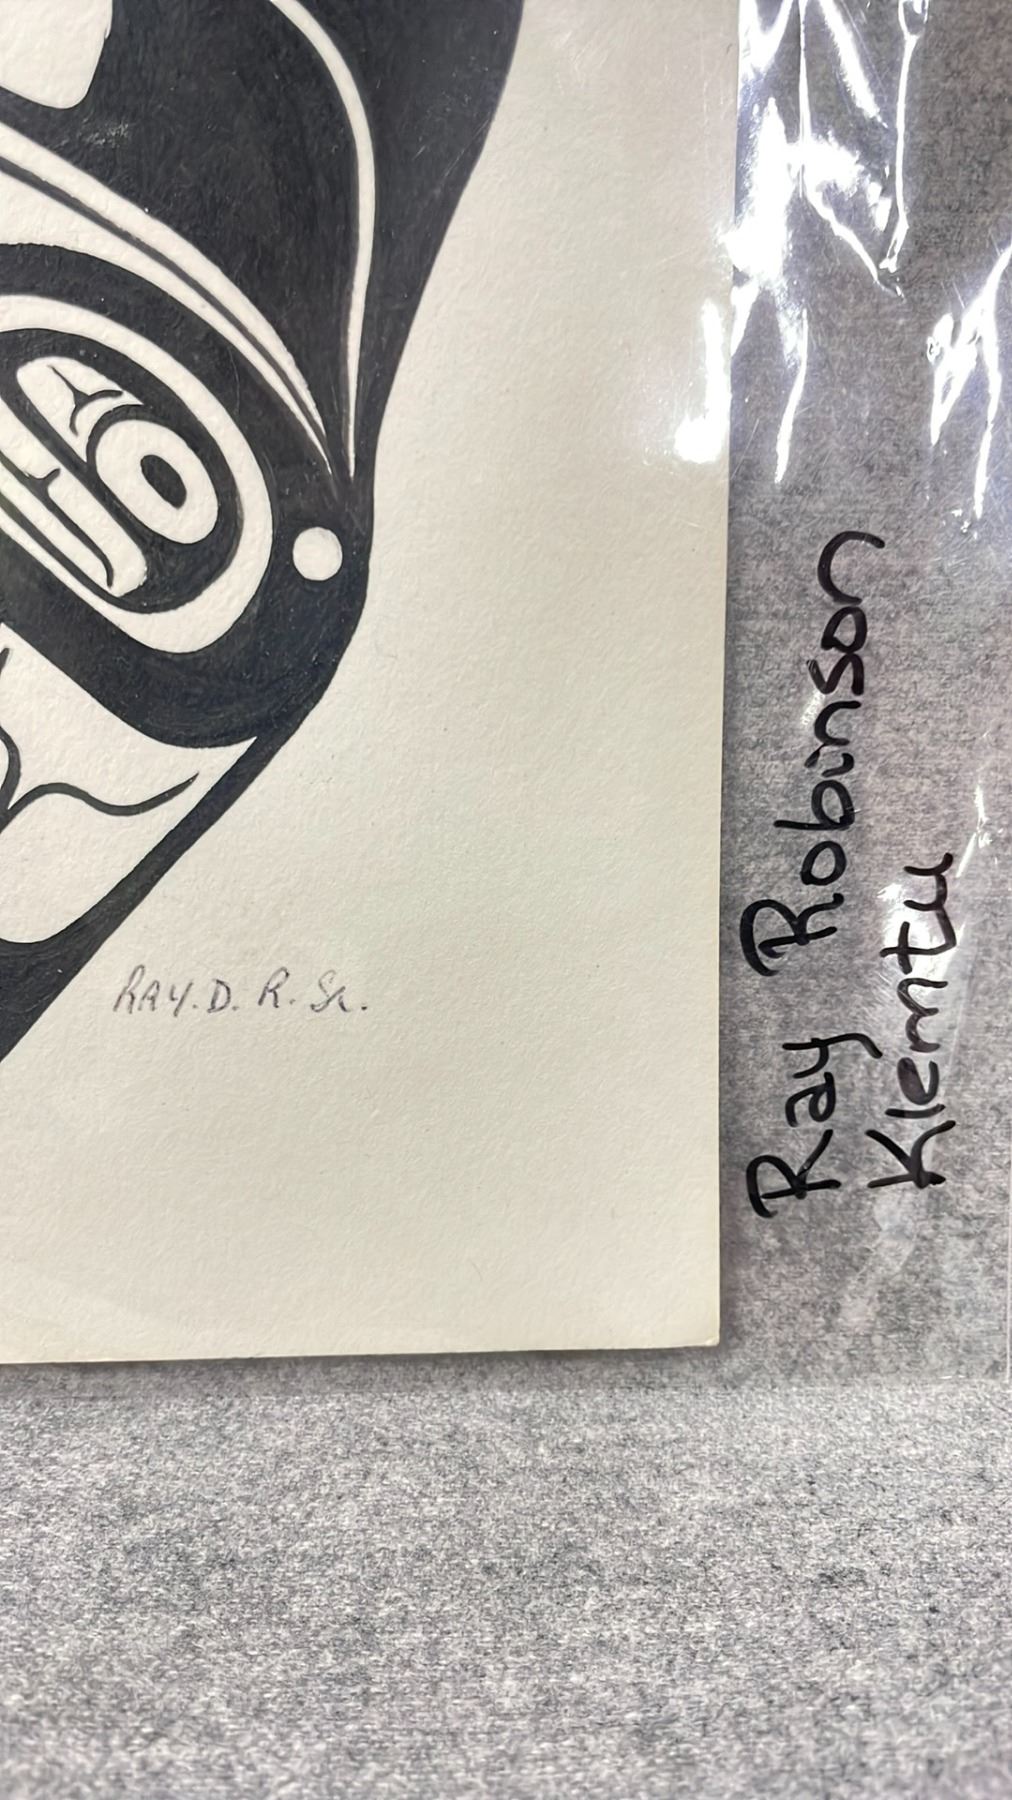 RAY. D. R. Sr.
Ray Robinson
Klemtu